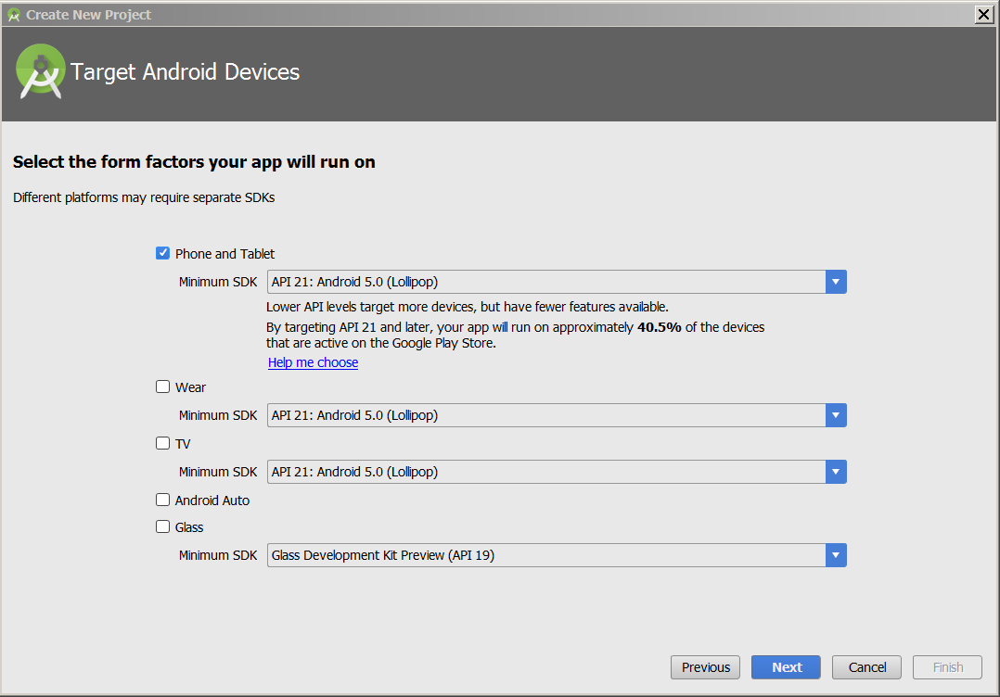 Create New Project
Target Android Devices
Select the form factors your app will run on
Different platforms may require separate SDKs
Phone and Tablet
Minimum SDK API 21: Android 5.0 (Lollipop)
Lower API levels target more devices, but have fewer features available.
By targeting API 21 and later, your app will run on approximately 40.5% of the devices
that are active on the Google Play Store.
Help me choose
Wear
Minimum SDK API 21: Android 5.0 (Lollipop)
TV
Minimum SDK API 21: Android 5.0 (Lollipop)
Android Auto
Glass
Minimum SDK Glass Development Kit Preview (API 19)
Previous Next Cancel Finish